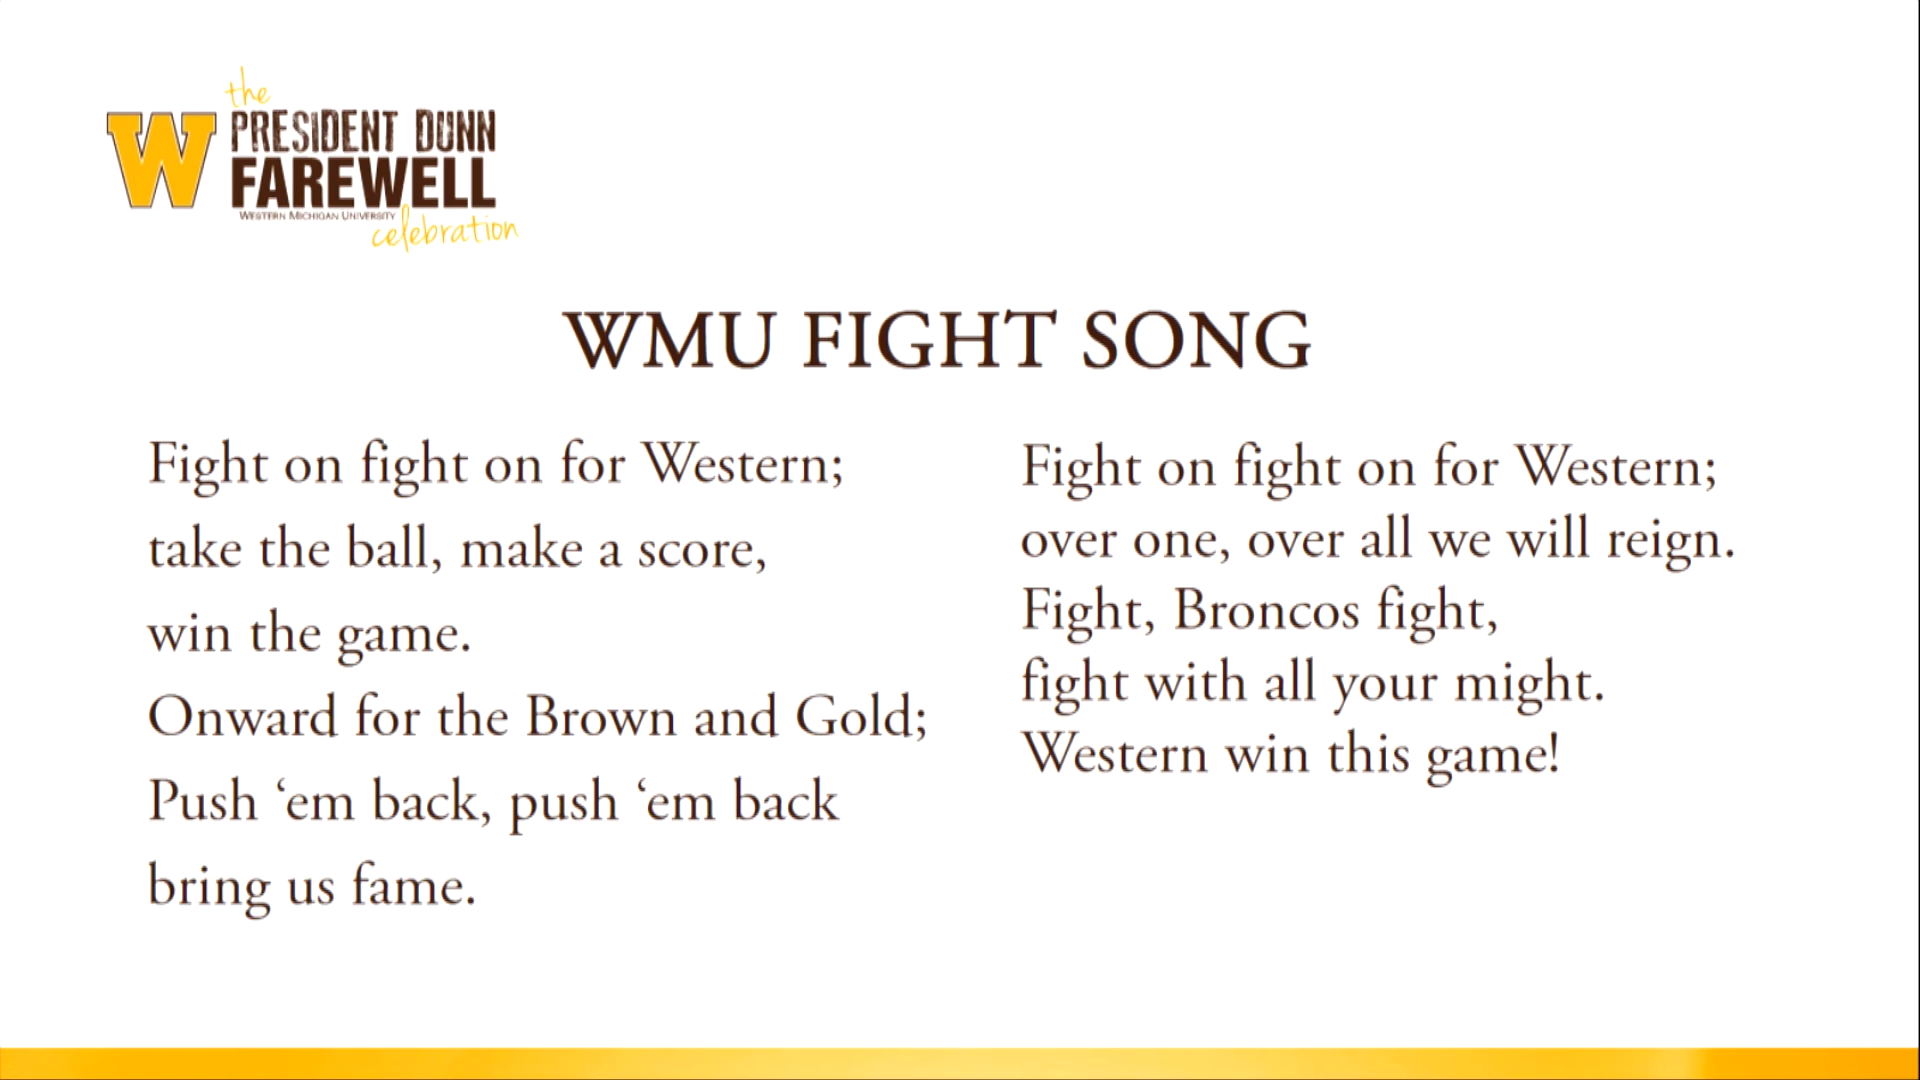 the
W PRESIDENT DUNN
FAREWELL
WESTERN MICHIGAN UNIVERSITY
celebration
WMU FIGHT SONG
Fight on fight on for Western;
take the ball, make a score,
win the game.
Onward for the Brown and Gold;
Push ‘em back, push ‘em back
bring us fame.
Fight on fight on for Western;
over one, over all we will reign.
Fight, Broncos fight,
fight with all your might.
Western win this game!